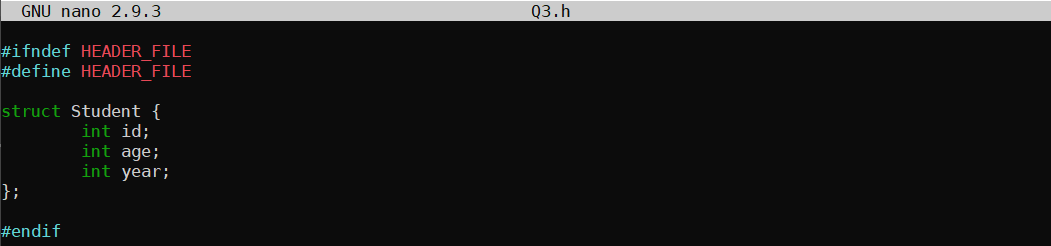 GNU nano 2.9.3 Q3.h
#ifndef HEADER_FILE
#define HEADER_FILE
struct Student {
        int id;
        int age;
        int year;
};
#endif